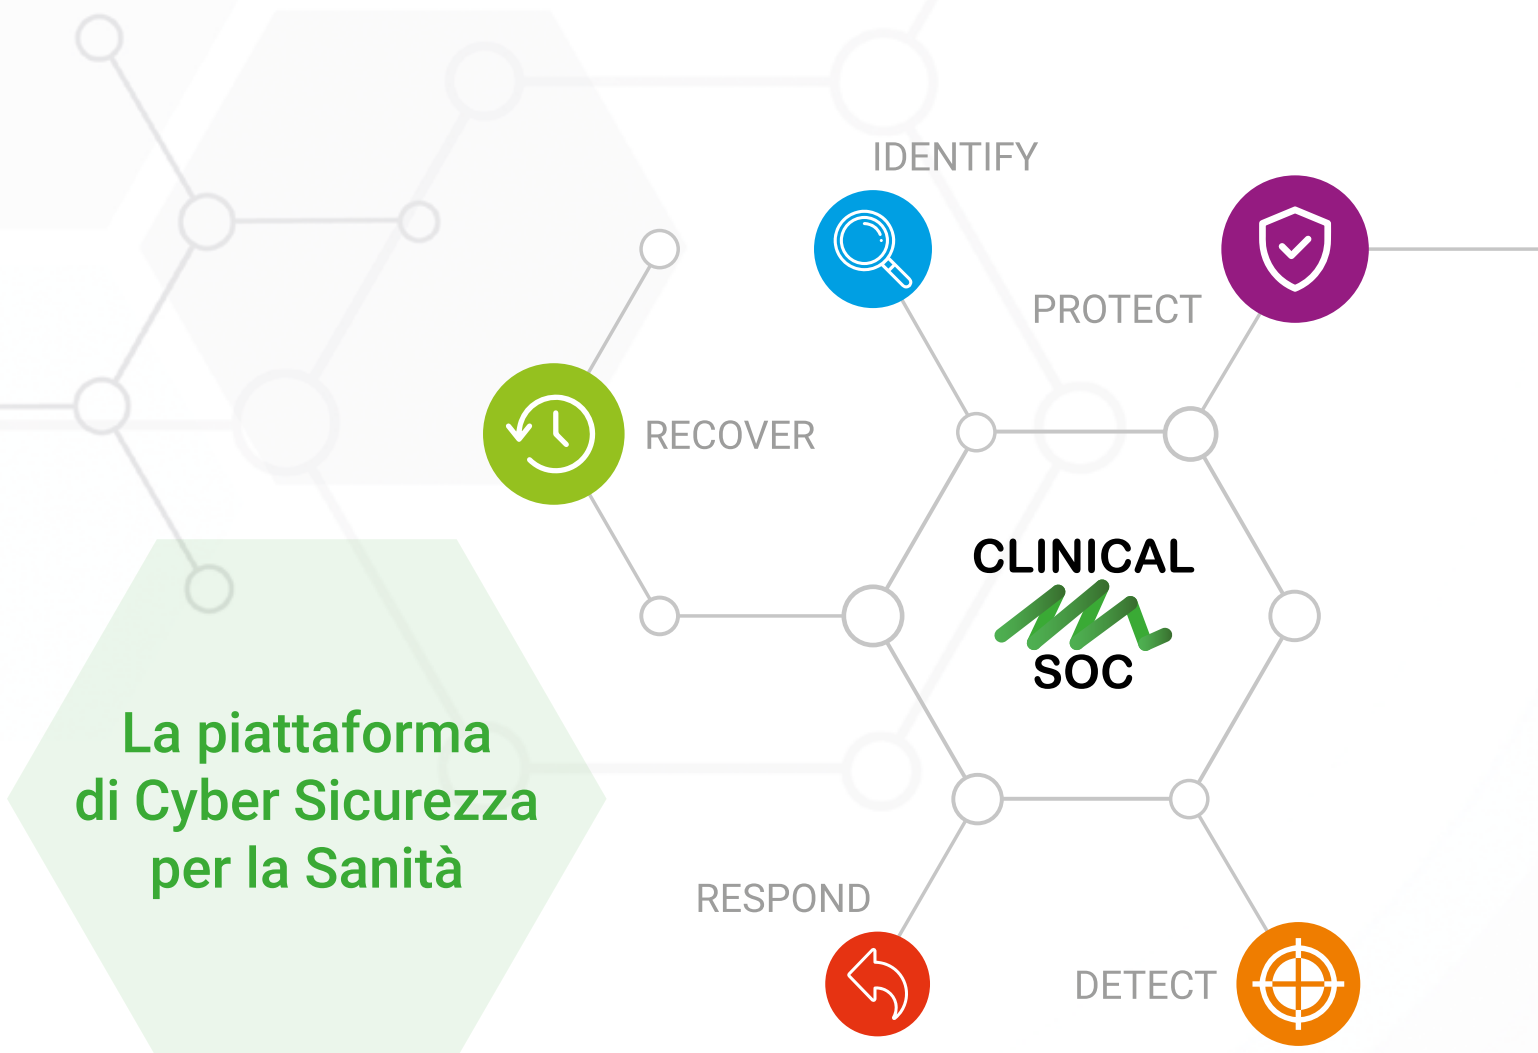 IDENTIFY
PROTECT
RECOVER
CLINICAL
SOC
La piattaforma
di Cyber Sicurezza
per la Sanità
RESPOND
DETECT